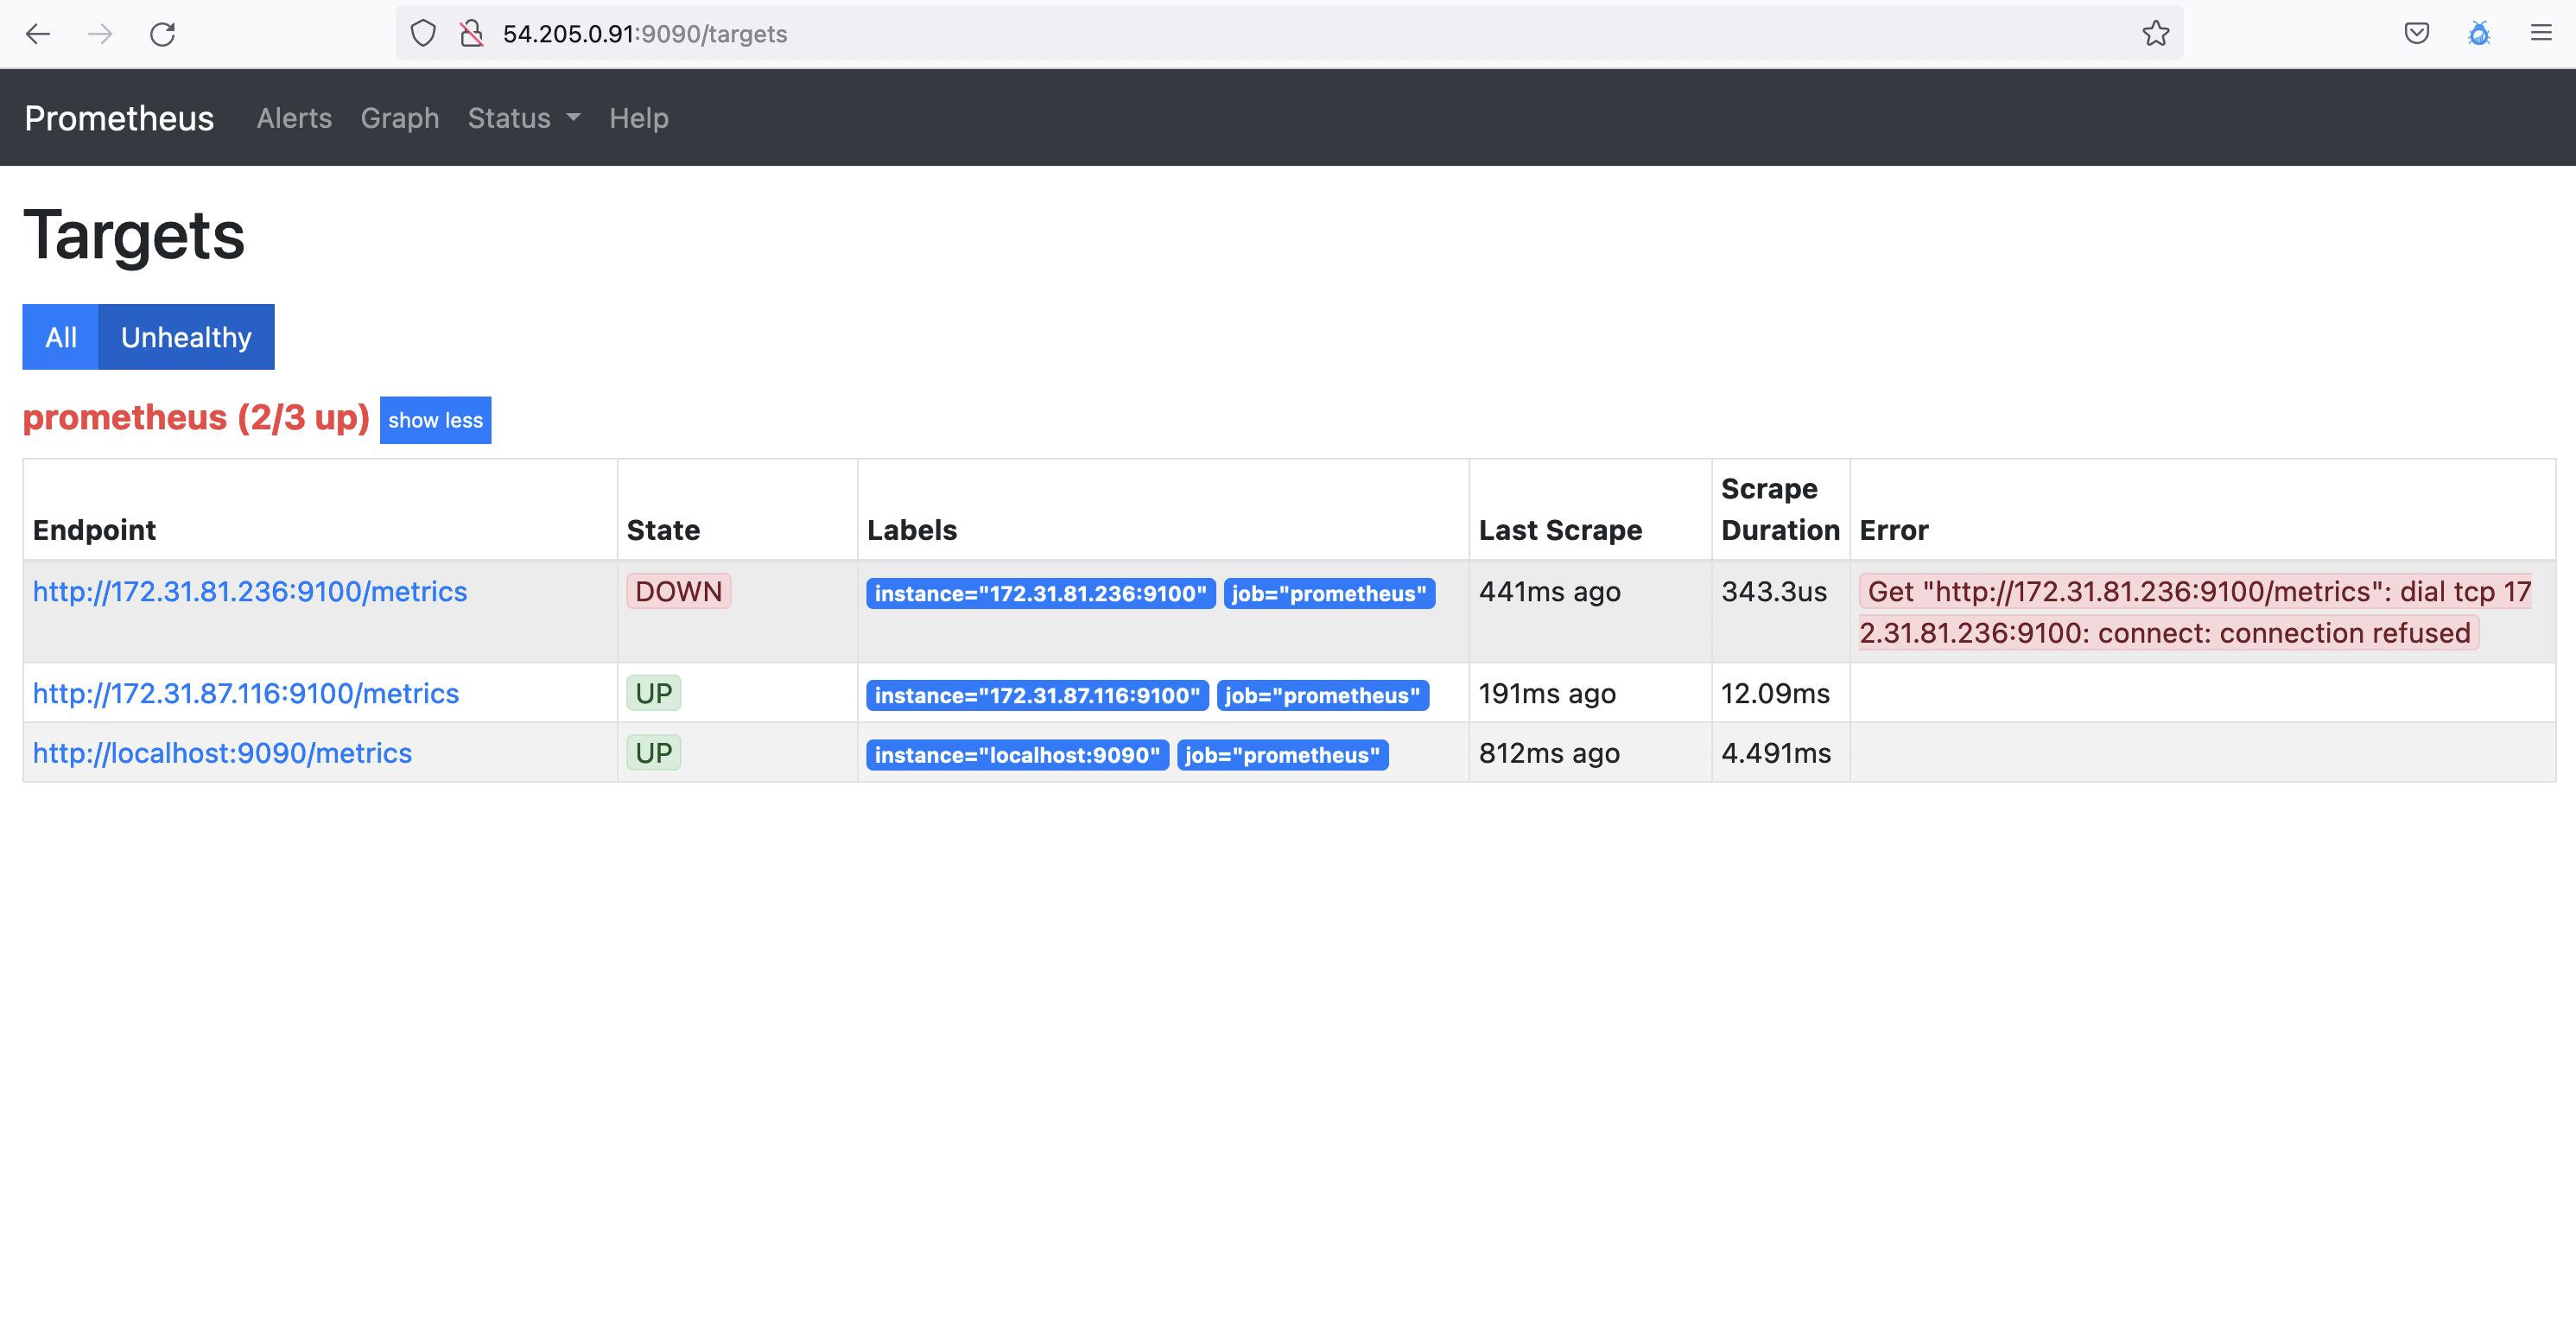 54.205.0.91:9090/targets
Prometheus Alerts Graph Status Help
Targets
All Unhealthy
prometheus (2/3 up) show less
Endpoint State Labels Last Scrape Scrape Duration Error
http://172.31.81.236:9100/metrics DOWN instance="172.31.81.236:9100" job="prometheus" 441ms ago 343.3us Get "http://172.31.81.236:9100/metrics": dial tcp 17
2.31.81.236:9100: connect: connection refused
http://172.31.87.116:9100/metrics UP instance="172.31.87.116:9100" job="prometheus" 191ms ago 12.09ms
http://localhost:9090/metrics UP instance="localhost:9090" job="prometheus" 812ms ago 4.491ms